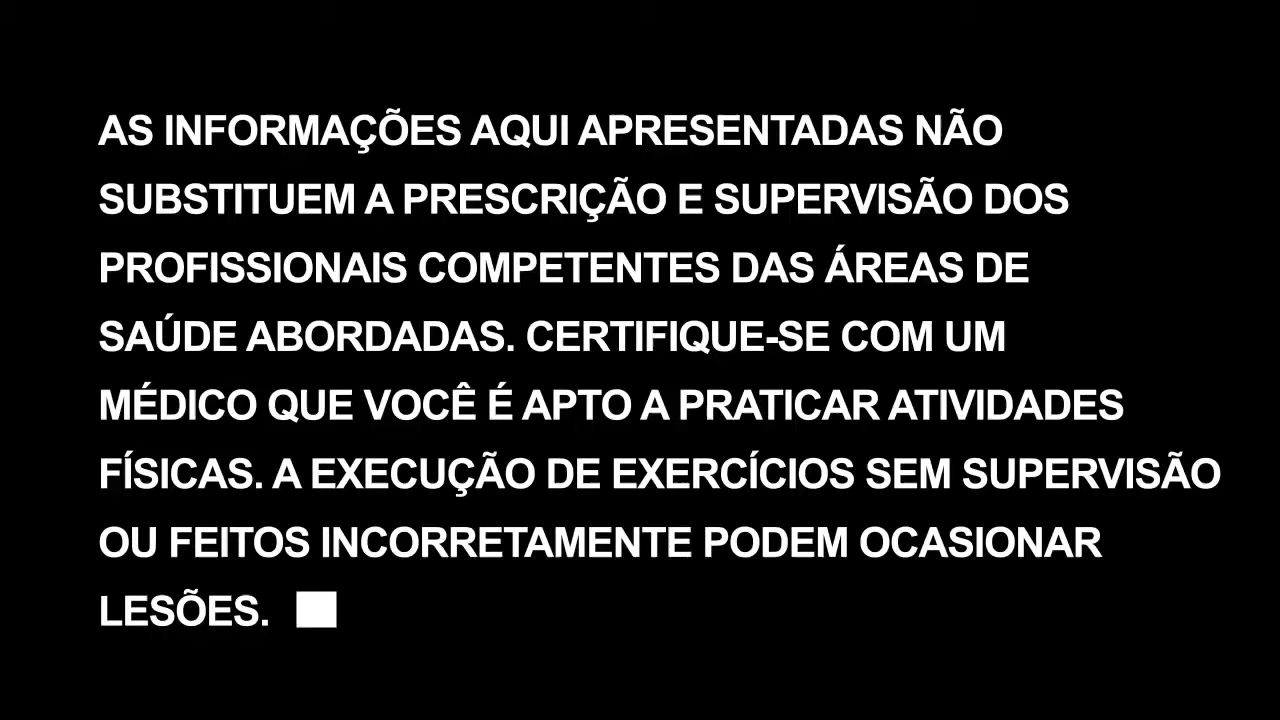 AS INFORMAÇÕES AQUI APRESENTADAS NÃO
SUBSTITUEM A PRESCRIÇÃO E SUPERVISÃO DOS
PROFISSIONAIS COMPETENTES DAS ÁREAS DE
SAÚDE ABORDADAS. CERTIFIQUE-SE COM UM
MÉDICO QUE VOCÊ É APTO A PRATICAR ATIVIDADES
FÍSICAS. A EXECUÇÃO DE EXERCÍCIOS SEM SUPERVISÃO
OU FEITOS INCORRETAMENTE PODEM OCASIONAR
LESÕES.